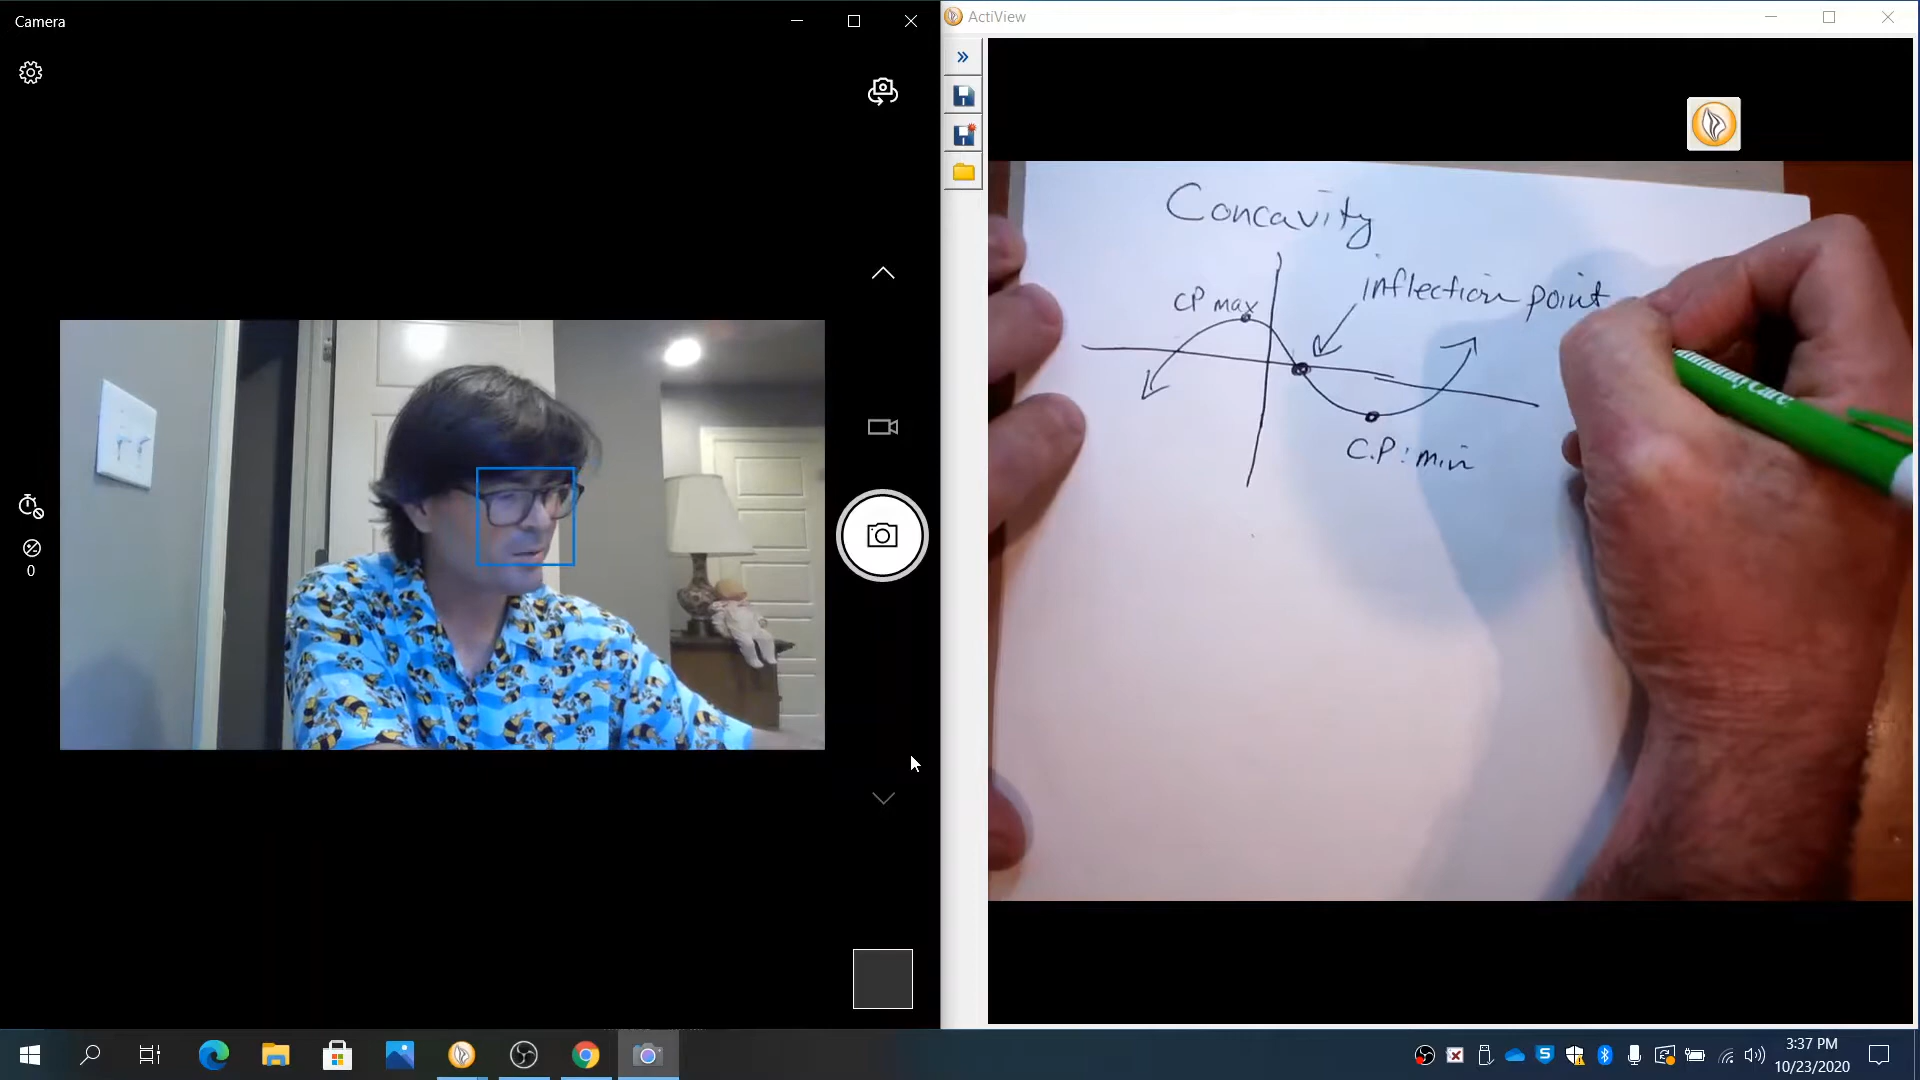 Camera
ActiView
0
Concavity
CP max
inflection point
C.P: min
3:37 PM
10/23/2020